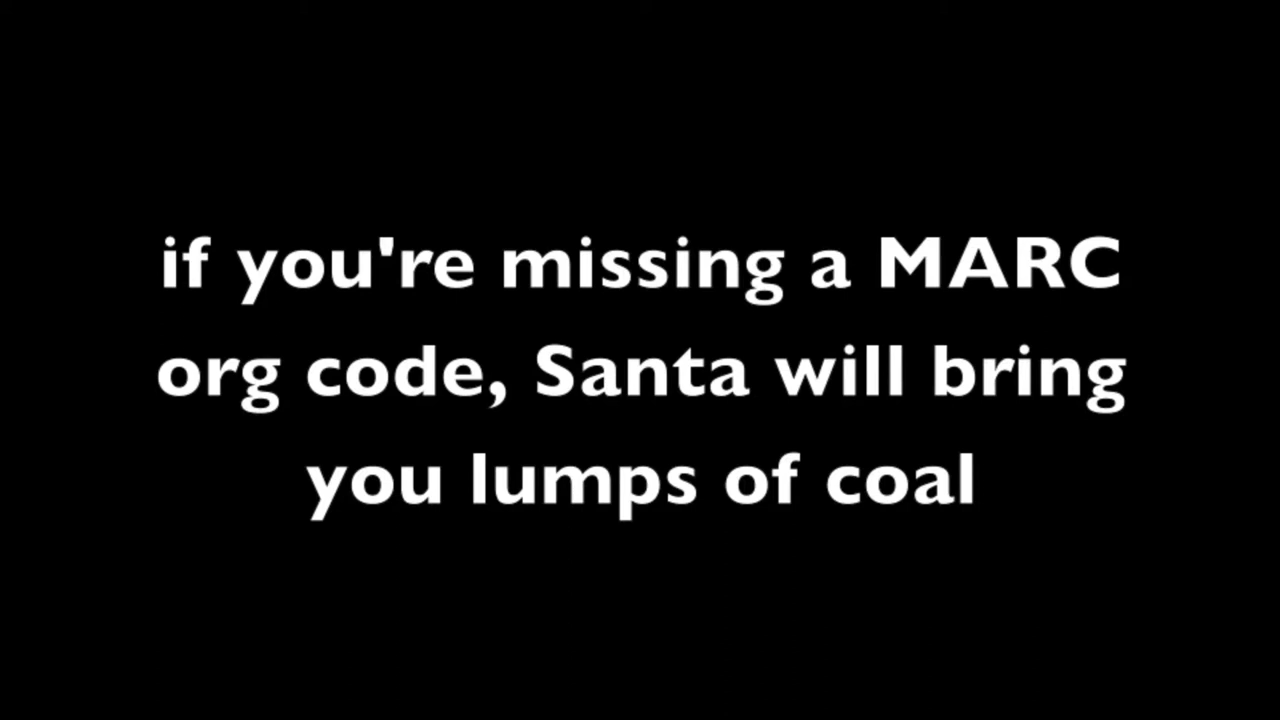 if you're missing a MARC
org code, Santa will bring
you lumps of coal